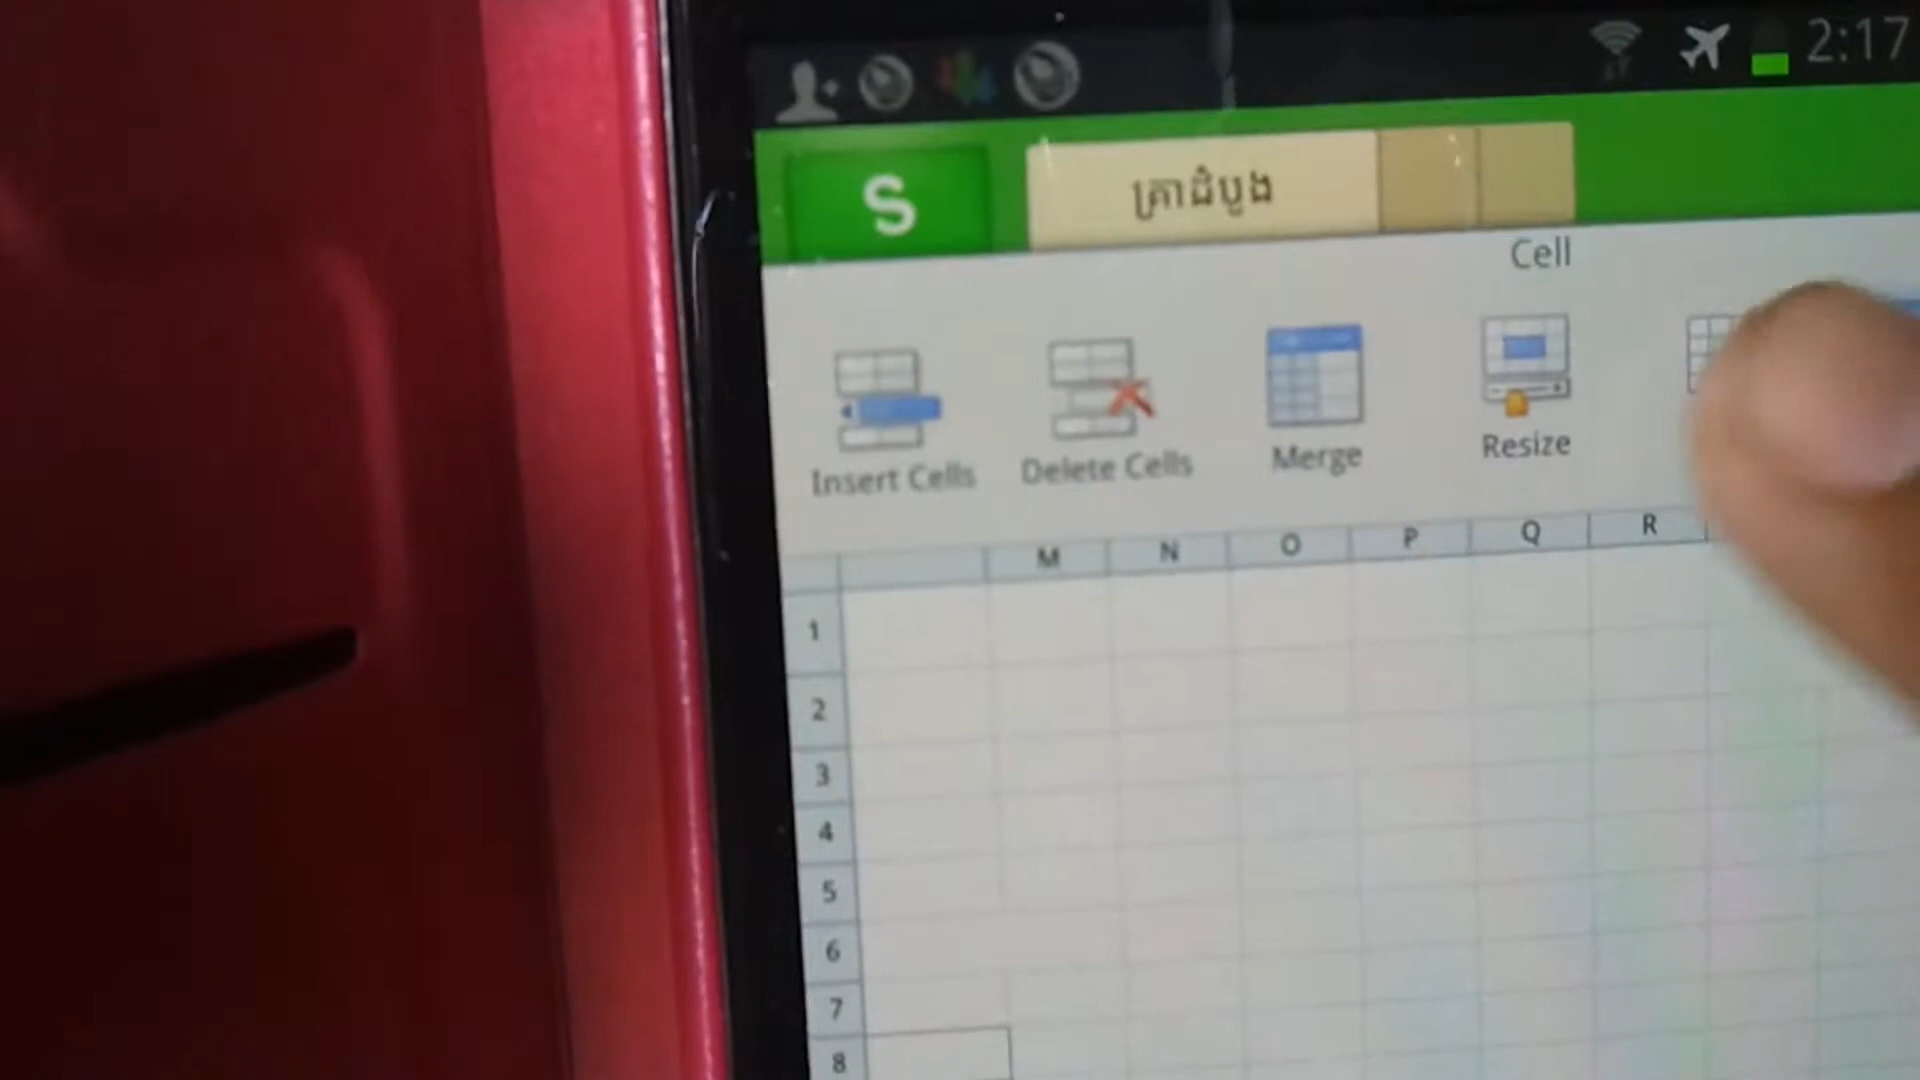 2:17
S
គ្រាដំបូង
Cell
Insert Cells
Delete Cells
Merge
Resize
M N O P Q R
1
2
3
4
5
6
7
8